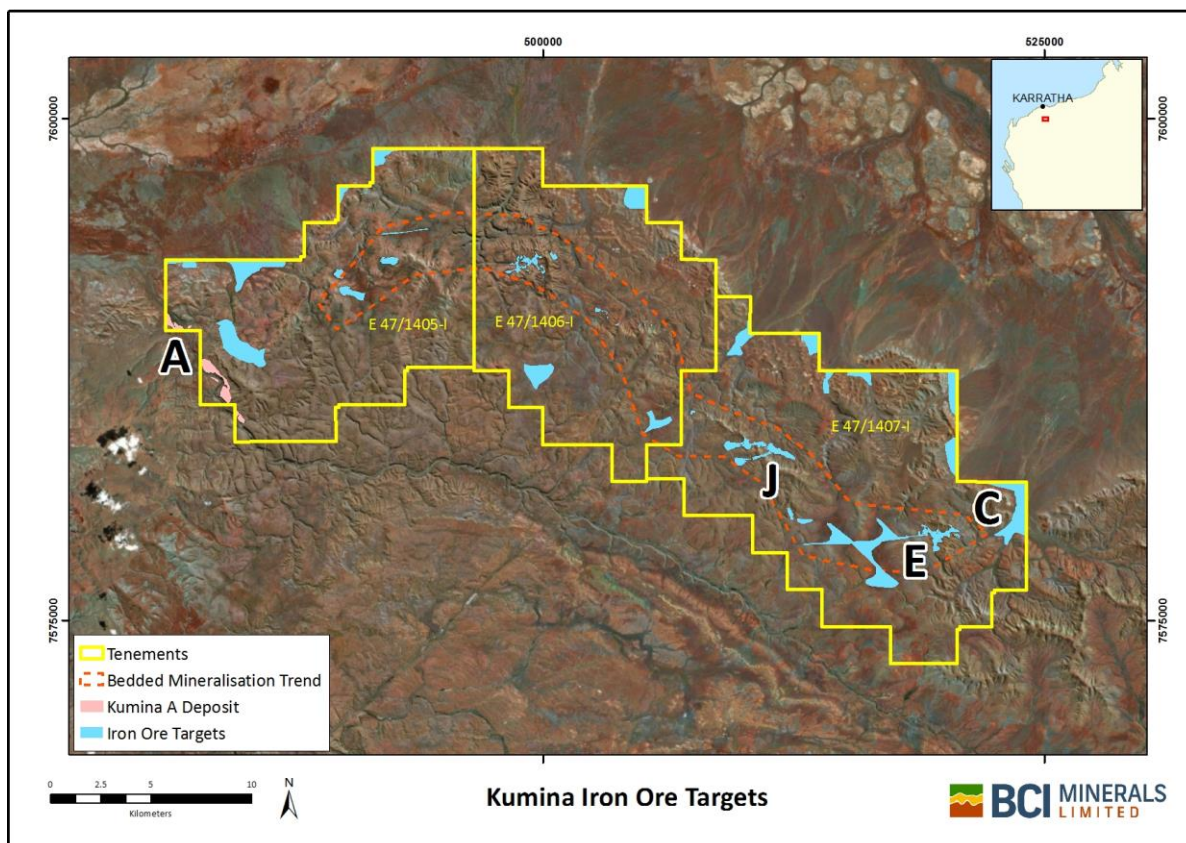 500000
525000
7600000
7600000
KARRATHA
E 47/1405-I
E 47/1406-I
A
E 47/1407-I
J
C
E
7575000
7575000
Tenements
Bedded Mineralisation Trend
Kumina A Deposit
Iron Ore Targets
0 2.5 5 10
Kilometers
N
Kumina Iron Ore Targets
BCI MINERALS
LIMITED